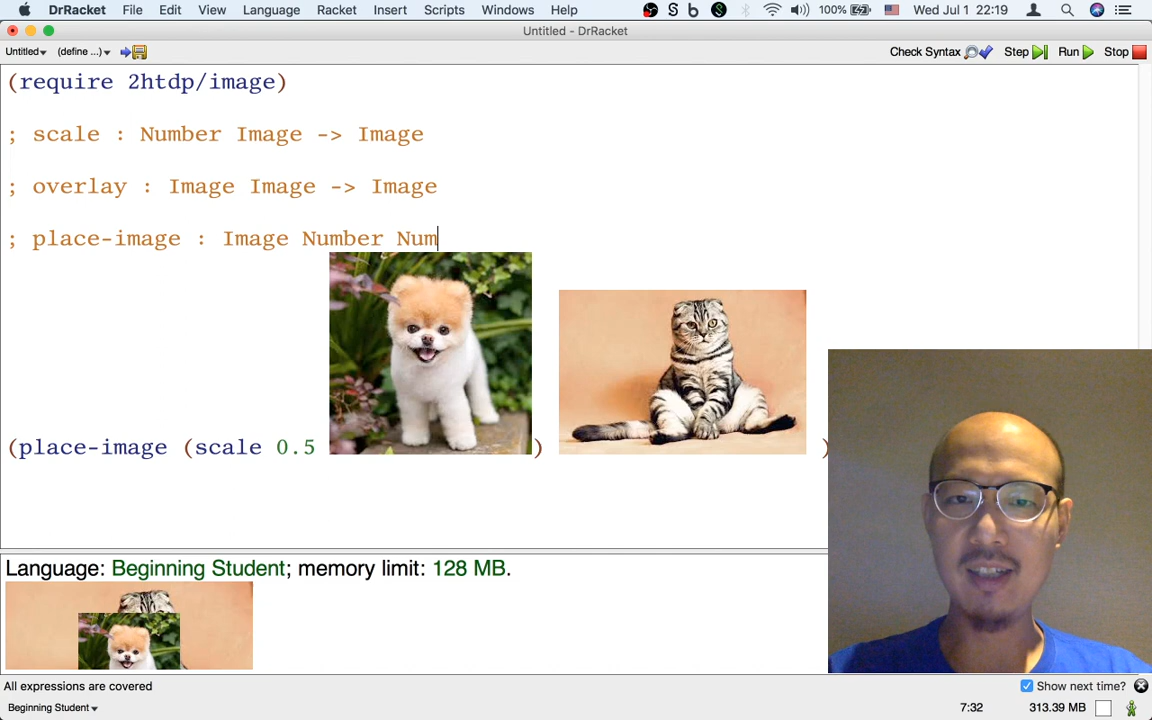 DrRacket File Edit View Language Racket Insert Scripts Windows Help 100% Wed Jul 1 22:19
Untitled - DrRacket
Untitled (define ...) Check Syntax Step Run Stop
(require 2htdp/image)
; scale : Number Image -> Image
; overlay : Image Image -> Image
; place-image : Image Number Num
(place-image (scale 0.5 ) )
Language: Beginning Student; memory limit: 128 MB.
All expressions are covered Show next time?
Beginning Student 7:32 313.39 MB